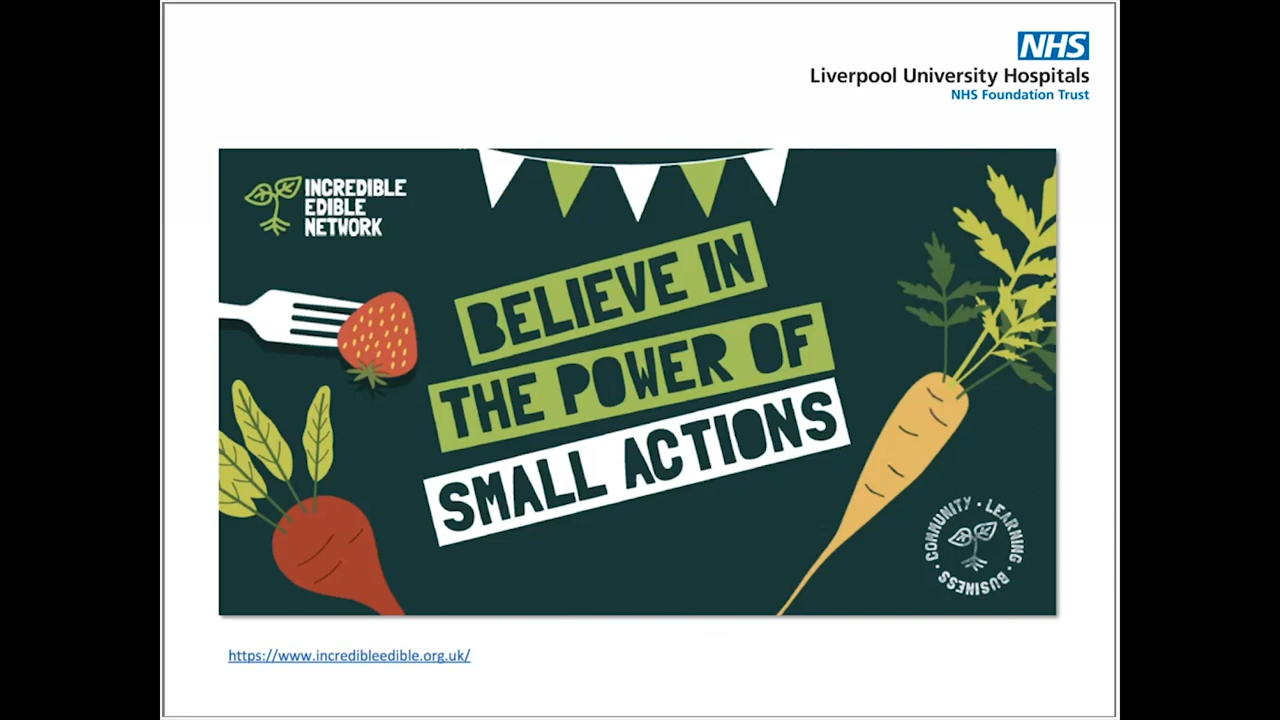 NHS
Liverpool University Hospitals
NHS Foundation Trust
INCREDIBLE
EDIBLE
NETWORK
BELIEVE IN
THE POWER OF
SMALL ACTIONS
COMMUNITY · LEARNING · BUSINESS ·
https://www.incredibleedible.org.uk/